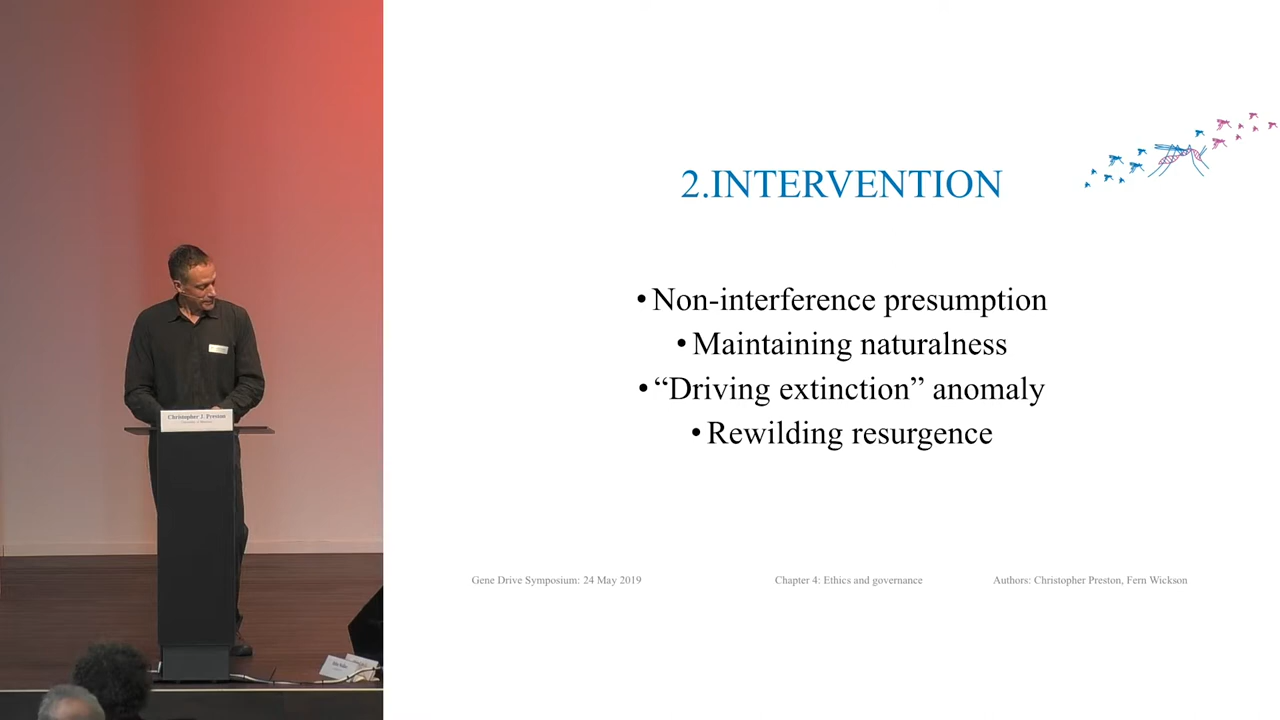 2.INTERVENTION
• Non-interference presumption
• Maintaining naturalness
• “Driving extinction” anomaly
• Rewilding resurgence
Gene Drive Symposium: 24 May 2019
Chapter 4: Ethics and governance
Authors: Christopher Preston, Fern Wickson
Christopher J. Preston